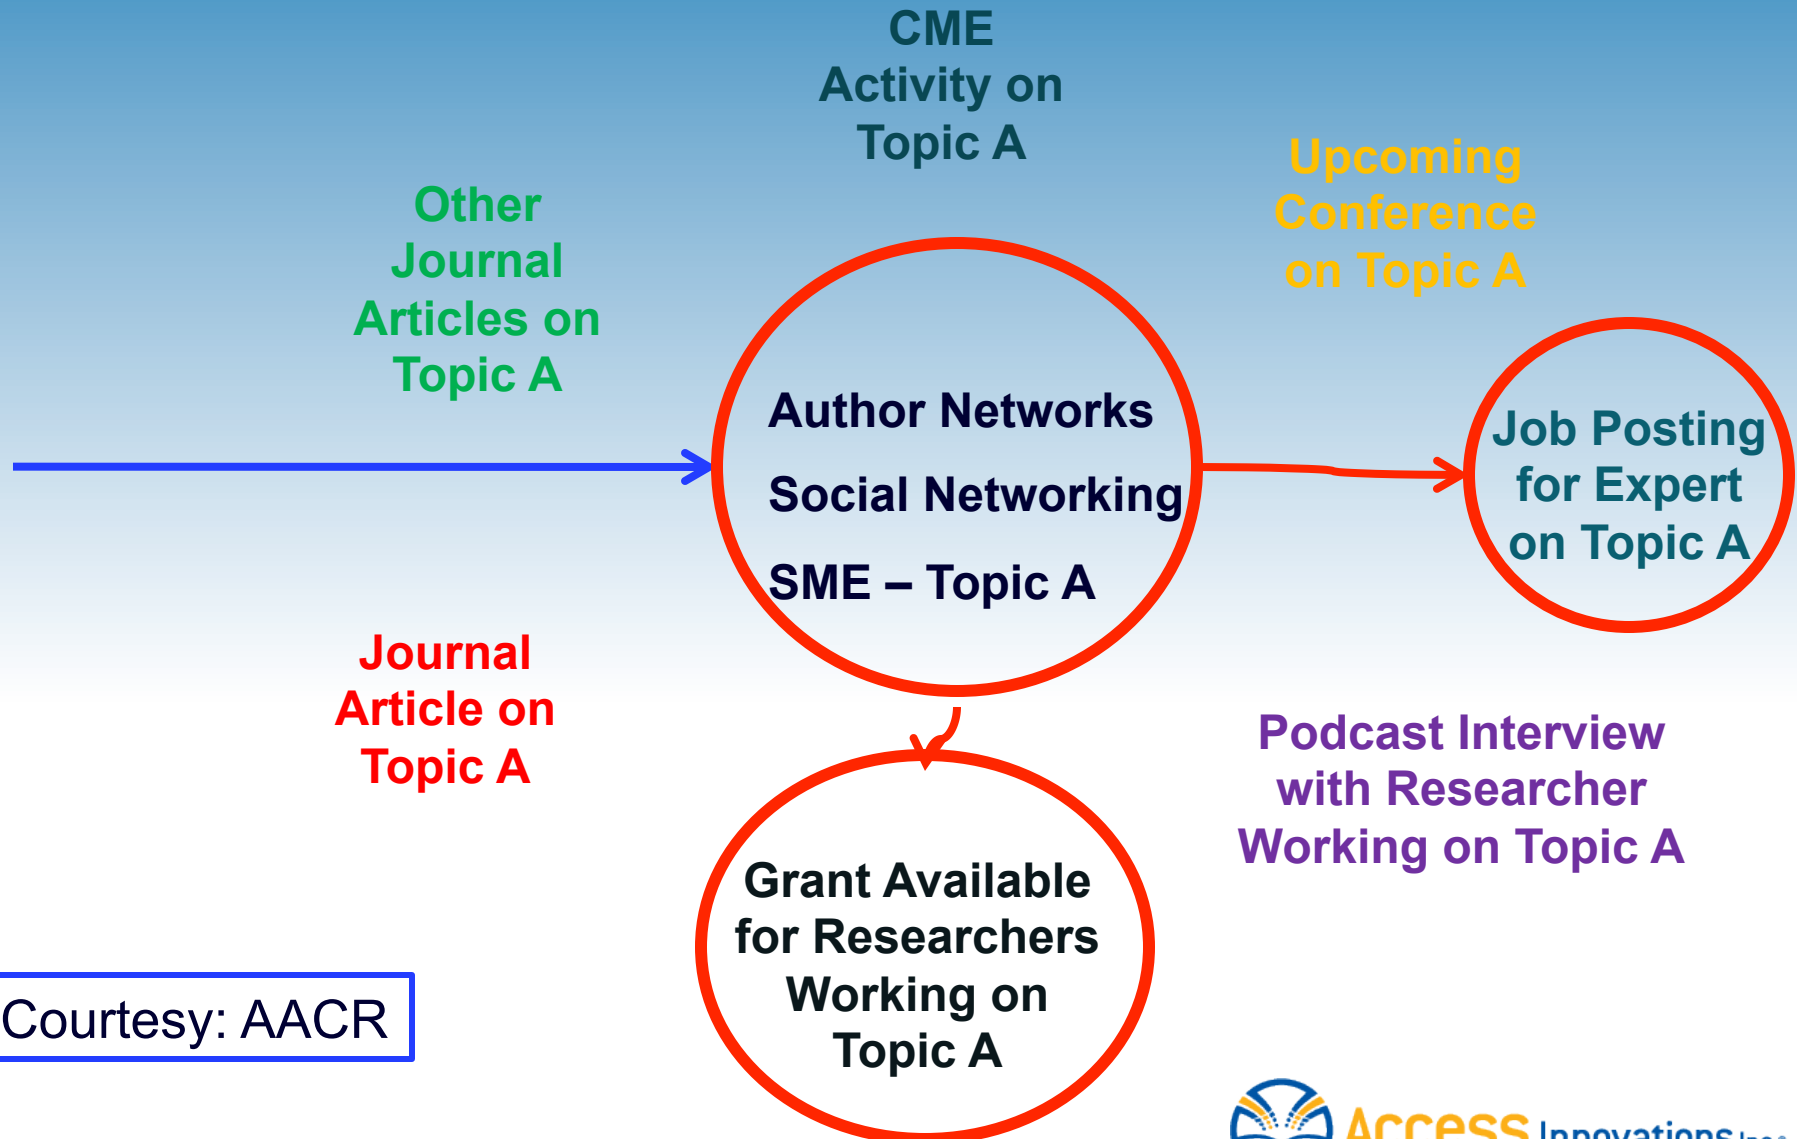 CME
Activity on
Topic A
Upcoming
Conference
on Topic A
Other
Journal
Articles on
Topic A
Author Networks
Social Networking
SME – Topic A
Job Posting
for Expert
on Topic A
Journal
Article on
Topic A
Podcast Interview
with Researcher
Working on Topic A
Grant Available
for Researchers
Working on
Topic A
Courtesy: AACR
Access Innovations